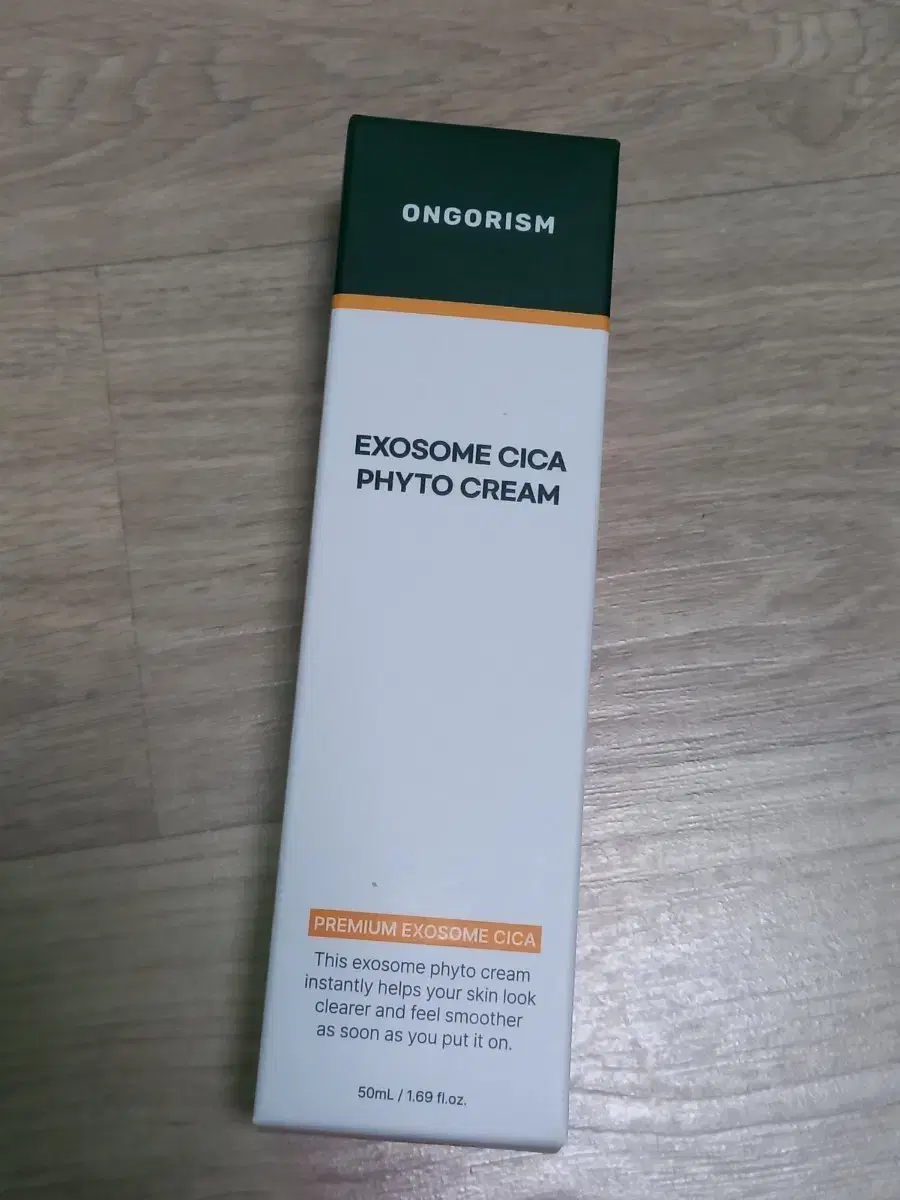 ONGORISM
EXOSOME CICA
PHYTO CREAM
PREMIUM EXOSOME CICA
This exosome phyto cream
instantly helps your skin look
clearer and feel smoother
as soon as you put it on.
50mL / 1.69 fl.oz.